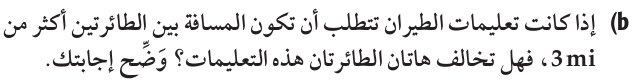 (b إذا كانت تعليمات الطيران تتطلب أن تكون المسافة بين الطائرتين أكثر من
3 mi ، فهل تخالف هاتان الطائرتان هذه التعليمات؟ وَضِّح إجابتك.